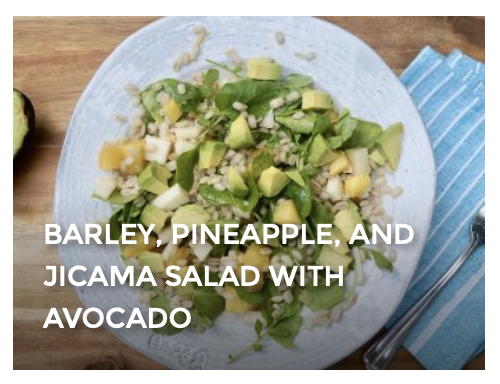 BARLEY, PINEAPPLE, AND
JICAMA SALAD WITH
AVOCADO